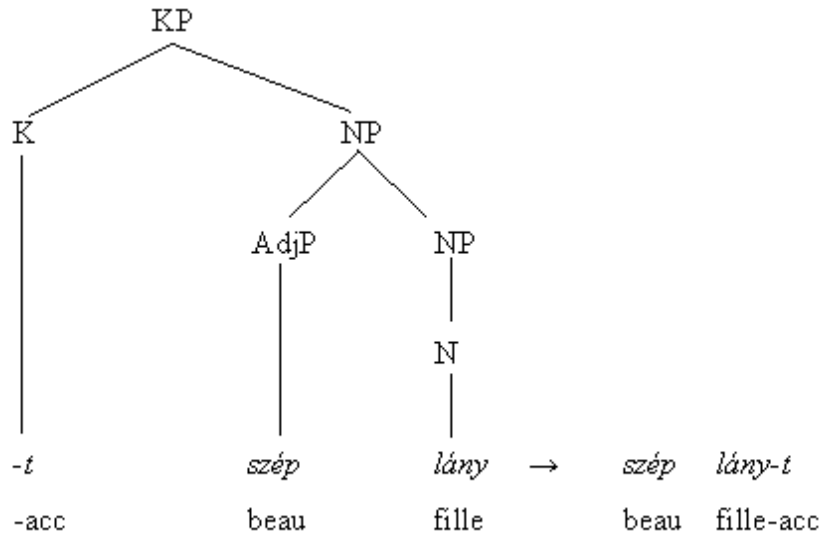 KP
K NP
AdjP NP
N
-t szép lány → szép lány-t
-acc beau fille beau fille-acc